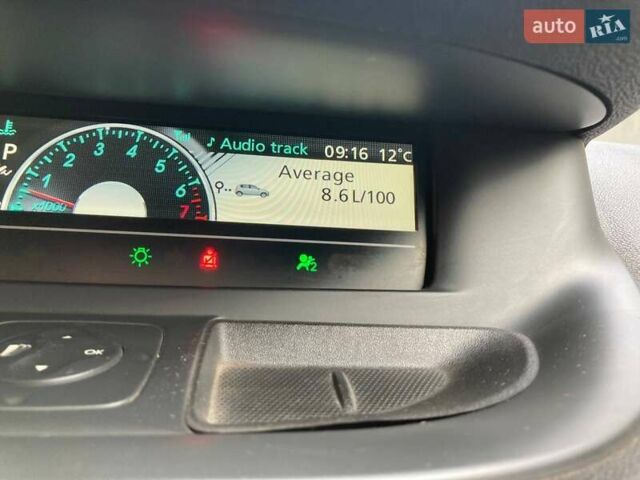 auto RIA
.com
♪ Audio track 09:16 12°C
P
Average
8.6L/100
1 2 3 4 5 6 7
x1000
2
OK